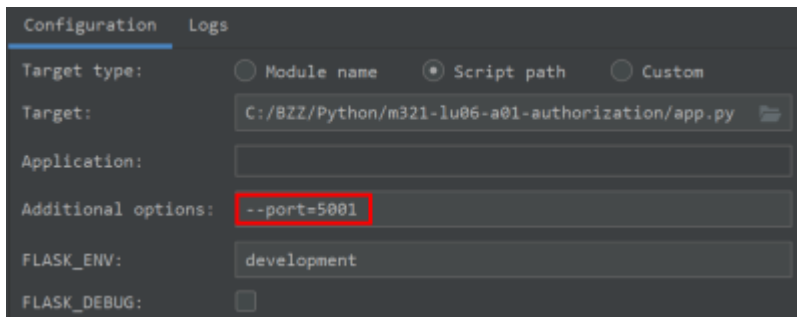 Configuration Logs
Target type: Module name Script path Custom
Target: C:/BZZ/Python/m321-lu06-a01-authorization/app.py
Application:
Additional options: --port=5001
FLASK_ENV: development
FLASK_DEBUG: